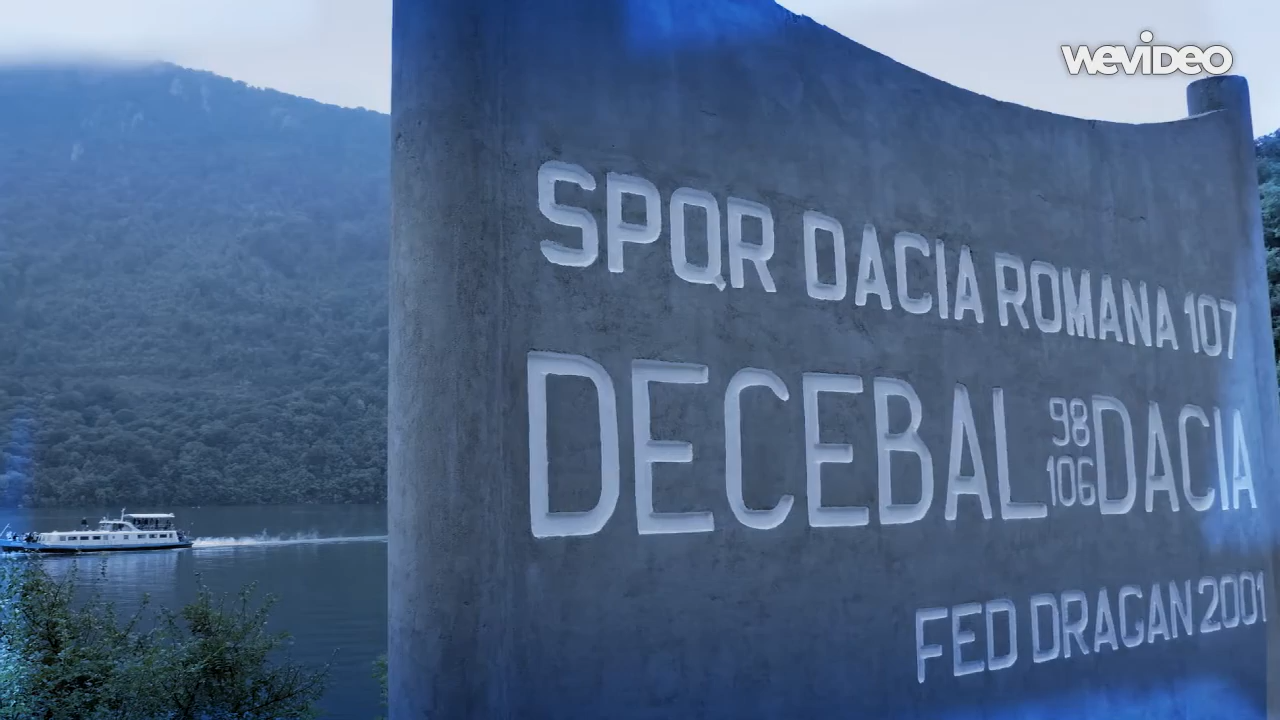 WEVIDEO
SPQR DACIA ROMANA 107
DECEBAL 98 106 DACIA
FED DRAGAN 2001